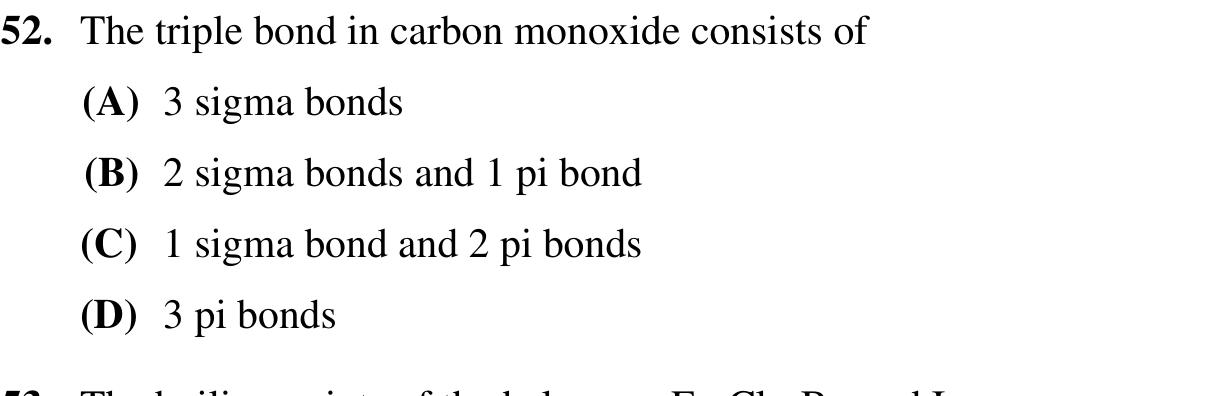 52. The triple bond in carbon monoxide consists of
(A) 3 sigma bonds
(B) 2 sigma bonds and 1 pi bond
(C) 1 sigma bond and 2 pi bonds
(D) 3 pi bonds